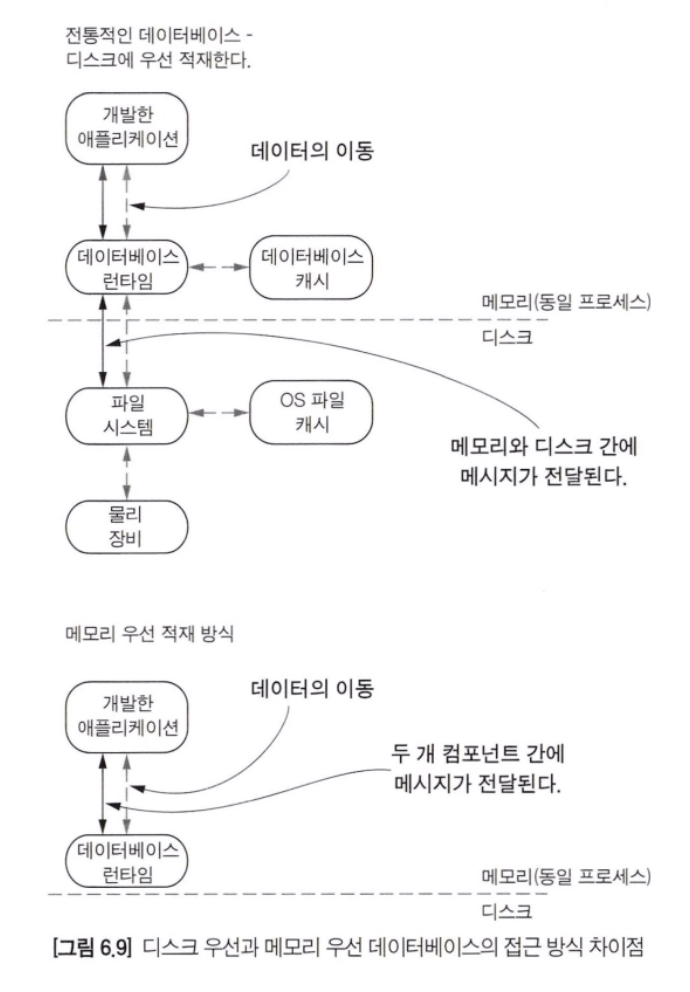 전통적인 데이터베이스 -
디스크에 우선 적재한다.
개발한
애플리케이션
데이터의 이동
데이터베이스
런타임
데이터베이스
캐시
메모리(동일 프로세스)
디스크
파일
시스템
OS 파일
캐시
메모리와 디스크 간에
메시지가 전달된다.
물리
장비
메모리 우선 적재 방식
개발한
애플리케이션
데이터의 이동
두 개 컴포넌트 간에
메시지가 전달된다.
데이터베이스
런타임
메모리(동일 프로세스)
디스크
[그림 6.9] 디스크 우선과 메모리 우선 데이터베이스의 접근 방식 차이점